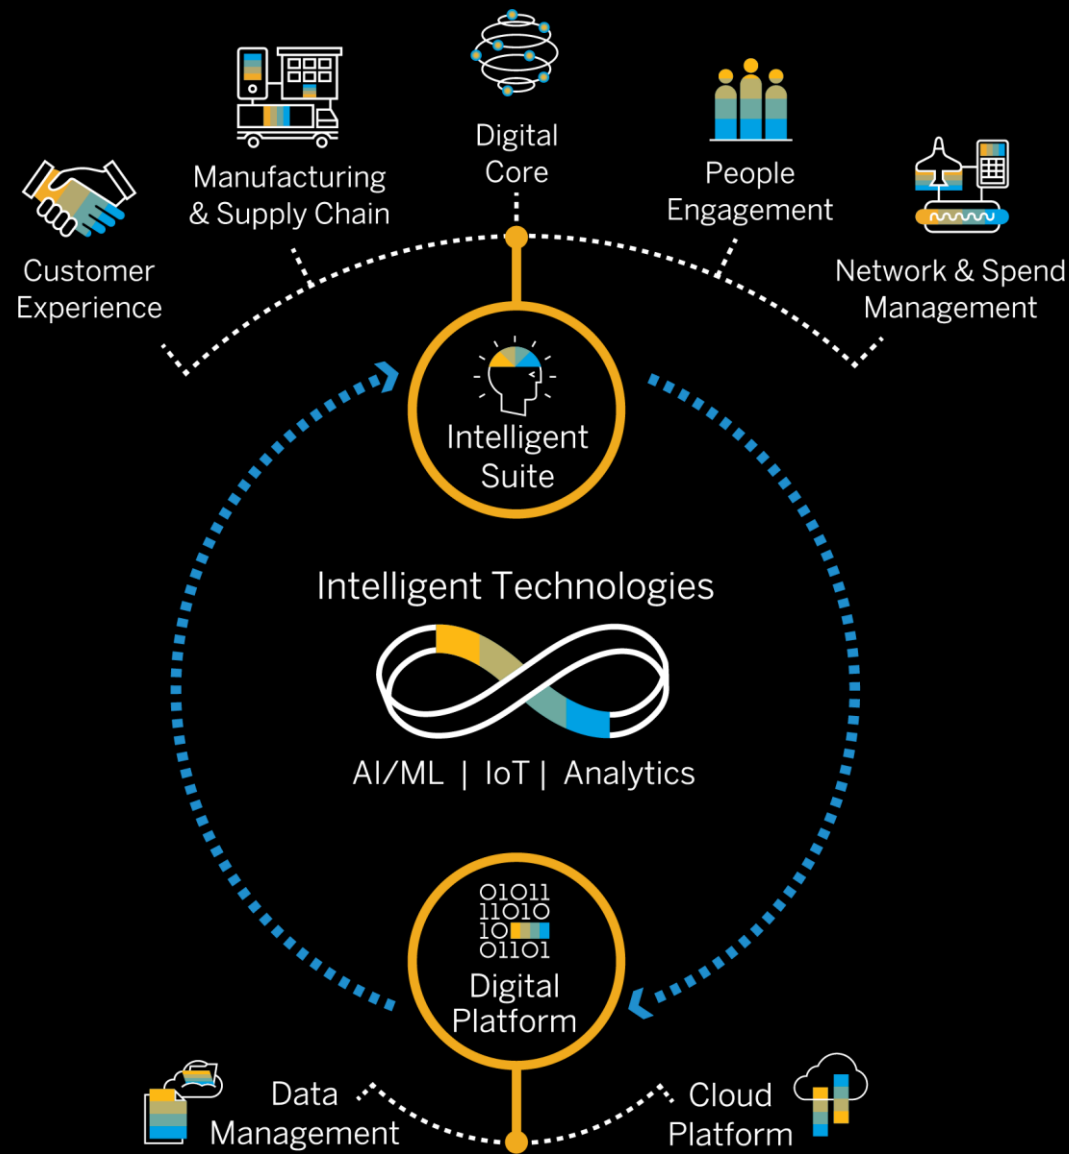 Digital
Core
Manufacturing
& Supply Chain
People
Engagement
Customer
Experience
Network & Spend
Management
Intelligent
Suite
Intelligent Technologies
AI/ML | IoT | Analytics
01011
11010
10
01101
Digital
Platform
Data
Management
Cloud
Platform